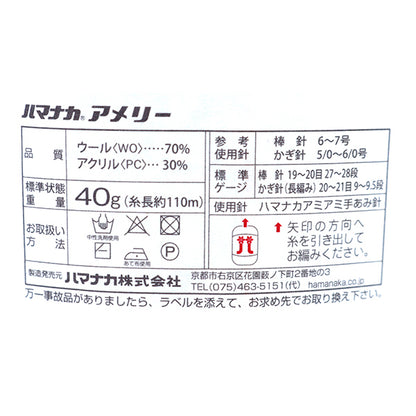 ハマナカ® アメリー
品質 ウール〈WO〉……70%
アクリル〈PC〉…30%
標準状態重量 40g(糸長約110m)
お取扱い方法 中性洗剤使用 あて布使用
参考使用針 棒針 6〜7号
かぎ針 5/0〜6/0号
標準ゲージ 棒針 19〜20目27〜28段
かぎ針(長編み) 20〜21目9〜9.5段
使用針 ハマナカアミアミ手あみ針
矢印の方向へ
糸を引き出して
お編みください。
製造発売元 ハマナカ株式会社 京都市右京区花園薮ノ下町2番地の3
TEL(075)463-5151(代) hamanaka.co.jp
万一事故品がありましたら、ラベルを添えて、お求め先でお取り換え下さい。